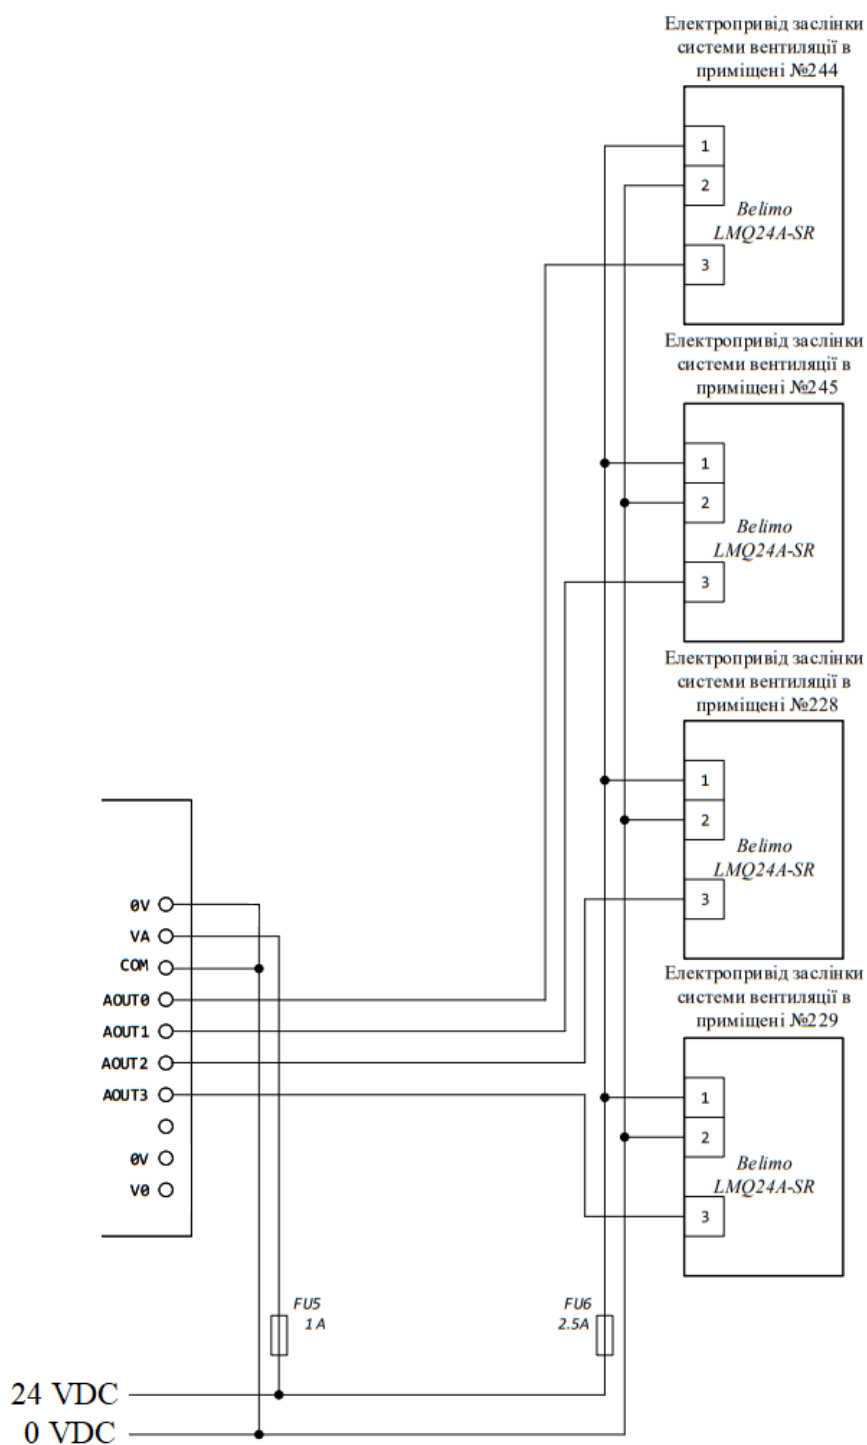 Електропривід заслінки
системи вентиляції в
приміщені №244
1
2
Belimo
LMQ24A-SR
3
Електропривід заслінки
системи вентиляції в
приміщені №245
1
2
Belimo
LMQ24A-SR
3
Електропривід заслінки
системи вентиляції в
приміщені №228
1
2
Belimo
LMQ24A-SR
3
Електропривід заслінки
системи вентиляції в
приміщені №229
1
2
Belimo
LMQ24A-SR
3
0V
VA
COM
AOUT0
AOUT1
AOUT2
AOUT3
0V
V0
FU5
1 A
FU6
2.5A
24 VDC
0 VDC